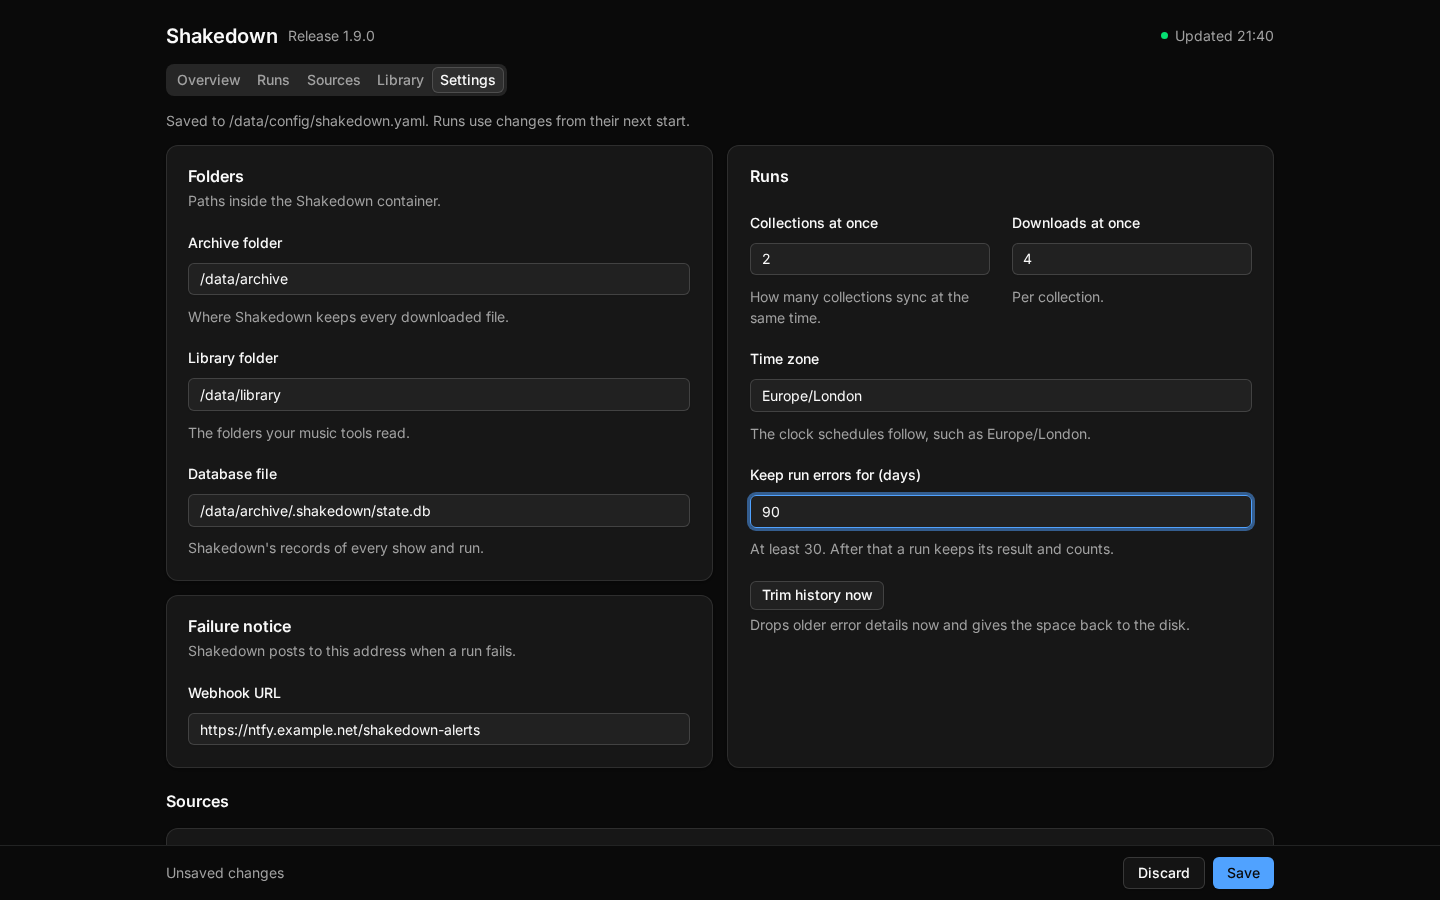 Shakedown Release 1.9.0
Updated 21:40
Overview Runs Sources Library Settings
Saved to /data/config/shakedown.yaml. Runs use changes from their next start.
Folders
Paths inside the Shakedown container.
Archive folder
/data/archive
Where Shakedown keeps every downloaded file.
Library folder
/data/library
The folders your music tools read.
Database file
/data/archive/.shakedown/state.db
Shakedown's records of every show and run.
Failure notice
Shakedown posts to this address when a run fails.
Webhook URL
https://ntfy.example.net/shakedown-alerts
Runs
Collections at once
2
How many collections sync at the
same time.
Downloads at once
4
Per collection.
Time zone
Europe/London
The clock schedules follow, such as Europe/London.
Keep run errors for (days)
90
At least 30. After that a run keeps its result and counts.
Trim history now
Drops older error details now and gives the space back to the disk.
Sources
Unsaved changes
Discard
Save